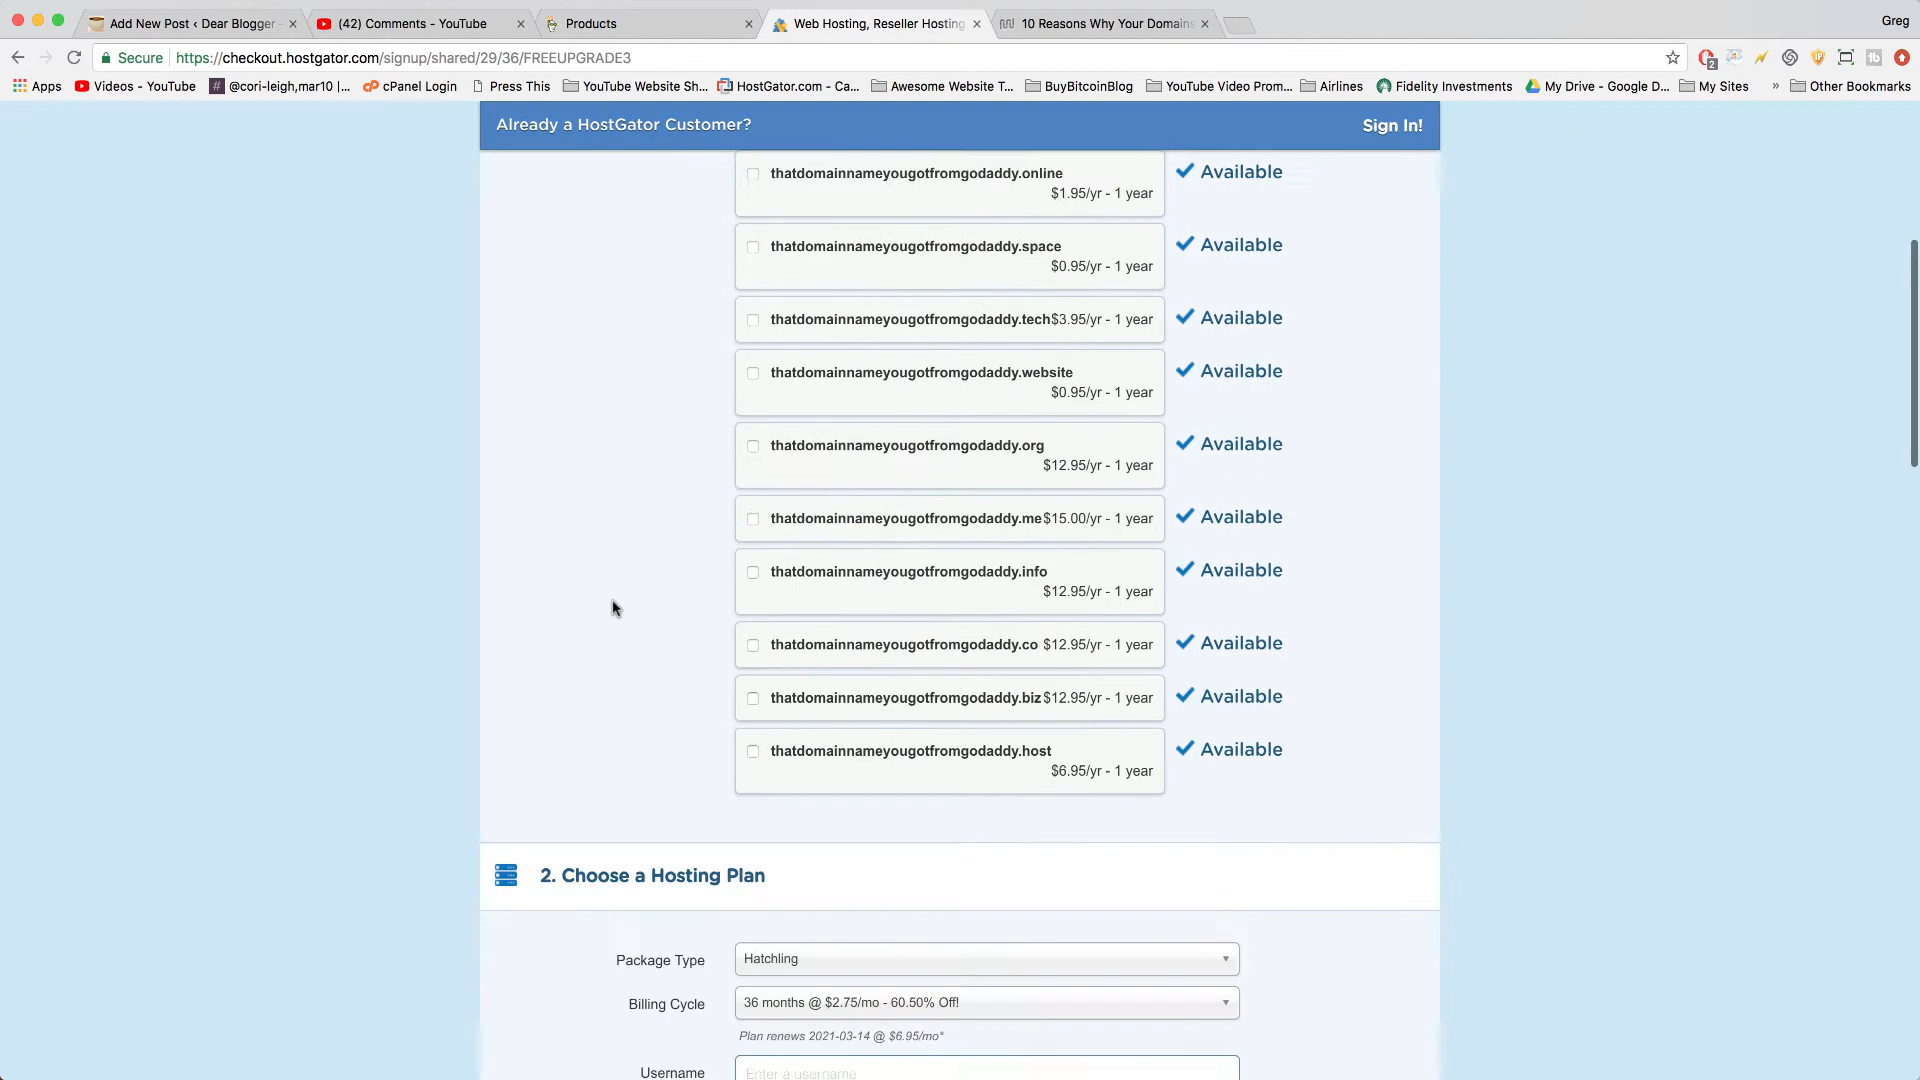 Add New Post ‹ Dear Blogger
(42) Comments - YouTube
Products
Web Hosting, Reseller Hosting
10 Reasons Why Your Domain
Greg
Secure
https://checkout.hostgator.com/signup/shared/29/36/FREEUPGRADE3
2
Apps
Videos - YouTube
@cori-leigh,mar10 |...
cPanel Login
Press This
YouTube Website Sh...
HostGator.com - Ca...
Awesome Website T...
BuyBitcoinBlog
YouTube Video Prom...
Airlines
Fidelity Investments
My Drive - Google D...
My Sites
»
Other Bookmarks
Already a HostGator Customer?
Sign In!
thatdomainnameyougotfromgodaddy.online
$1.95/yr - 1 year
Available
thatdomainnameyougotfromgodaddy.space
$0.95/yr - 1 year
Available
thatdomainnameyougotfromgodaddy.tech $3.95/yr - 1 year
Available
thatdomainnameyougotfromgodaddy.website
$0.95/yr - 1 year
Available
thatdomainnameyougotfromgodaddy.org
$12.95/yr - 1 year
Available
thatdomainnameyougotfromgodaddy.me $15.00/yr - 1 year
Available
thatdomainnameyougotfromgodaddy.info
$12.95/yr - 1 year
Available
thatdomainnameyougotfromgodaddy.co $12.95/yr - 1 year
Available
thatdomainnameyougotfromgodaddy.biz $12.95/yr - 1 year
Available
thatdomainnameyougotfromgodaddy.host
$6.95/yr - 1 year
Available
2. Choose a Hosting Plan
Package Type
Hatchling
Billing Cycle
36 months @ $2.75/mo - 60.50% Off!
Plan renews 2021-03-14 @ $6.95/mo*
Username
Enter a username